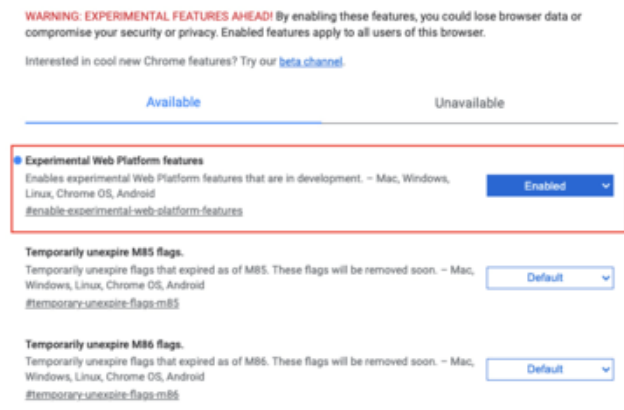 WARNING: EXPERIMENTAL FEATURES AHEAD! By enabling these features, you could lose browser data or
compromise your security or privacy. Enabled features apply to all users of this browser.
Interested in cool new Chrome features? Try our beta channel.
Available
Unavailable
Experimental Web Platform features
Enables experimental Web Platform features that are in development. – Mac, Windows,
Linux, Chrome OS, Android
#enable-experimental-web-platform-features
Enabled
Temporarily unexpire M85 flags.
Temporarily unexpire flags that expired as of M85. These flags will be removed soon. – Mac,
Windows, Linux, Chrome OS, Android
#temporary-unexpire-flags-m85
Default
Temporarily unexpire M86 flags.
Temporarily unexpire flags that expired as of M86. These flags will be removed soon. – Mac,
Windows, Linux, Chrome OS, Android
#temporary-unexpire-flags-m86
Default